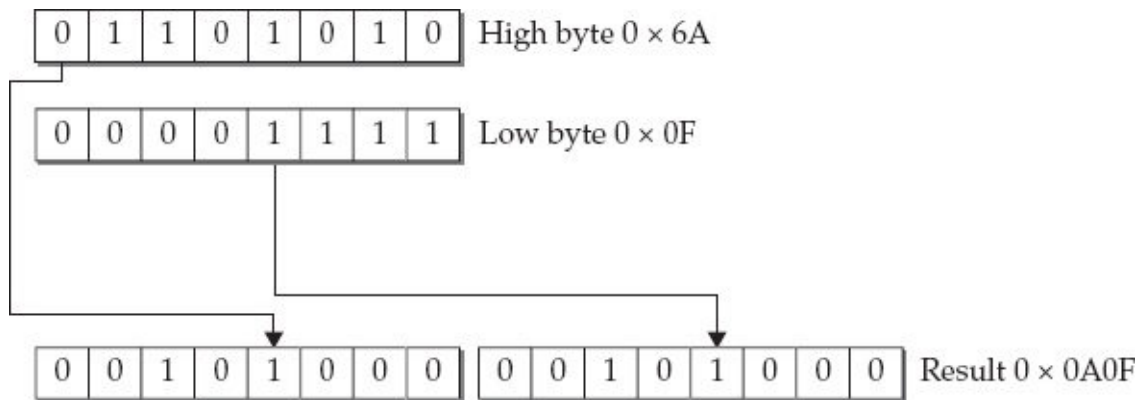 0 1 1 0 1 0 1 0 High byte 0 × 6A
0 0 0 0 1 1 1 1 Low byte 0 × 0F
0 0 1 0 1 0 0 0 0 0 1 0 1 0 0 0 Result 0 × 0A0F